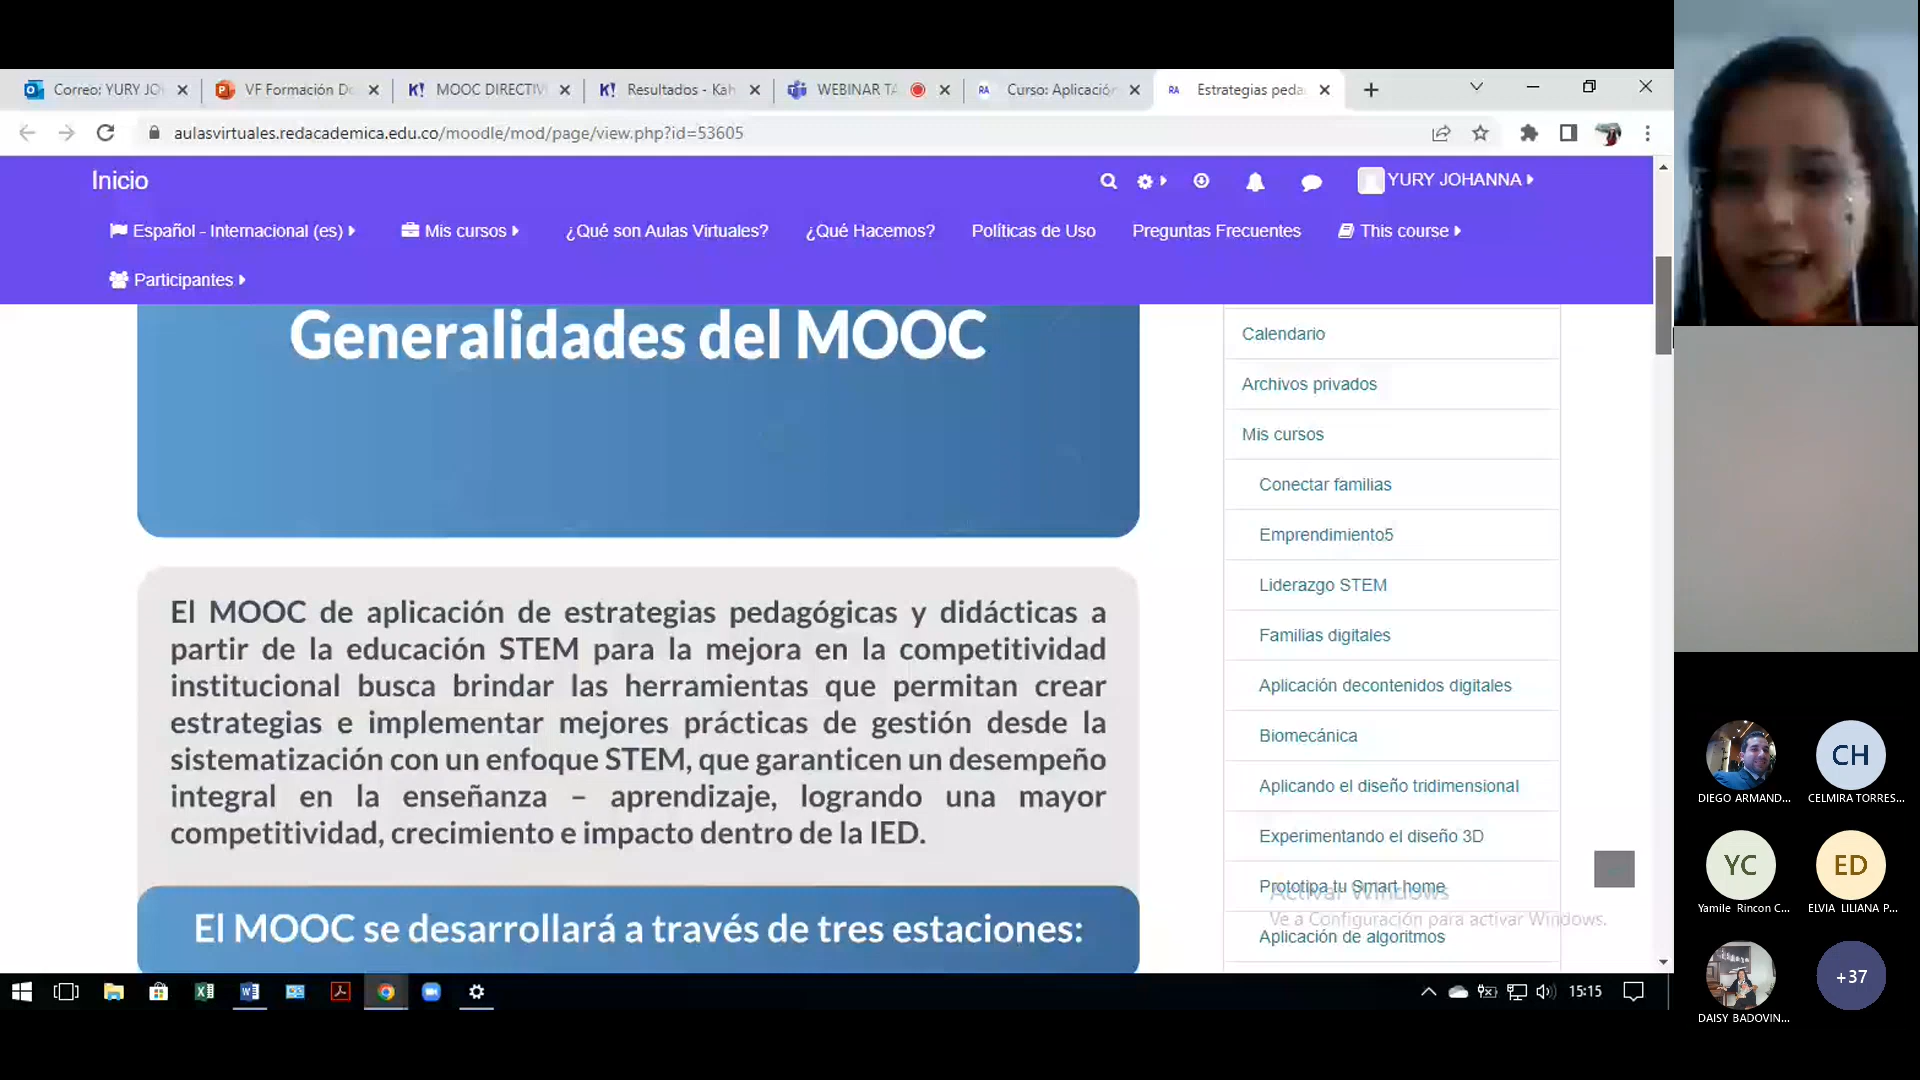 Correo: YURY JO
VF Formación De
MOOC DIRECTIV
Resultados - Kah
WEBINAR TA
Curso: Aplicación
Estrategias peda
aulasvirtuales.redacademica.edu.co/moodle/mod/page/view.php?id=53605
Inicio
YURY JOHANNA
Español - Internacional (es)
Mis cursos
¿Qué son Aulas Virtuales?
¿Qué Hacemos?
Políticas de Uso
Preguntas Frecuentes
This course
Participantes
Generalidades del MOOC
El MOOC de aplicación de estrategias pedagógicas y didácticas a
partir de la educación STEM para la mejora en la competitividad
institucional busca brindar las herramientas que permitan crear
estrategias e implementar mejores prácticas de gestión desde la
sistematización con un enfoque STEM, que garanticen un desempeño
integral en la enseñanza – aprendizaje, logrando una mayor
competitividad, crecimiento e impacto dentro de la IED.
El MOOC se desarrollará a través de tres estaciones:
Calendario
Archivos privados
Mis cursos
Conectar familias
Emprendimiento5
Liderazgo STEM
Familias digitales
Aplicación decontenidos digitales
Biomecánica
Aplicando el diseño tridimensional
Experimentando el diseño 3D
Prototipa tu Smart home
Activar Windows
Ve a Configuración para activar Windows.
Aplicación de algoritmos
15:15
DIEGO ARMAND...
CH
CELMIRA TORRES...
YC
Yamile Rincon C...
ED
ELVIA LILIANA P...
DAISY BADOVIN...
+37